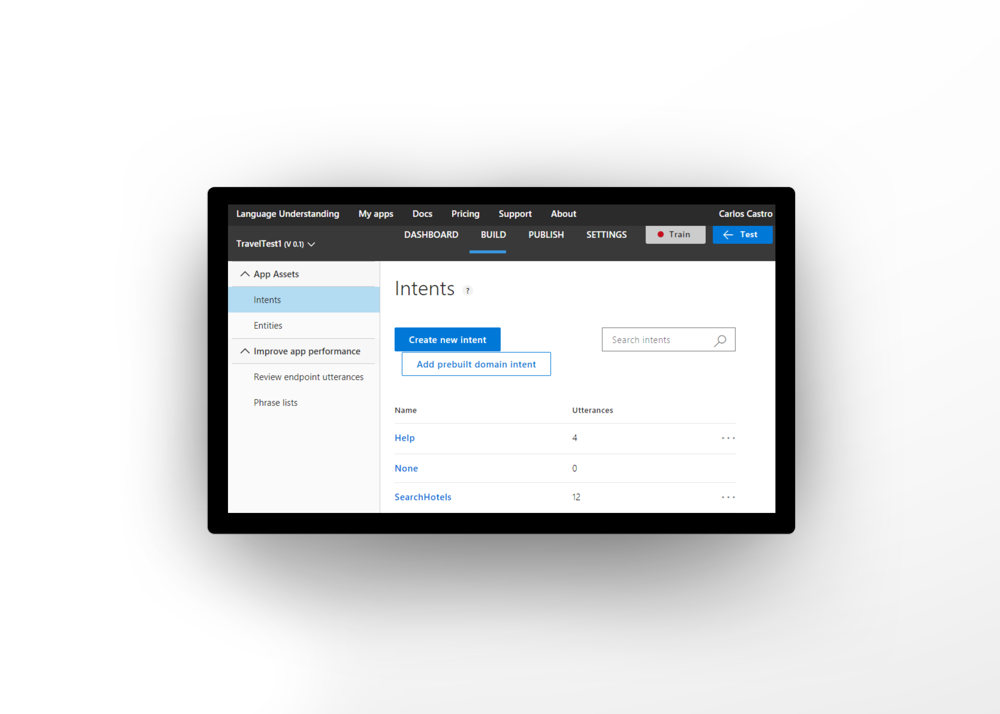 Language Understanding My apps Docs Pricing Support About Carlos Castro
TravelTest1 (V 0.1) DASHBOARD BUILD PUBLISH SETTINGS Train Test
App Assets
Intents
Entities
Improve app performance
Review endpoint utterances
Phrase lists
Intents ?
Create new intent
Search intents
Add prebuilt domain intent
Name Utterances
Help 4 ...
None 0
SearchHotels 12 ...